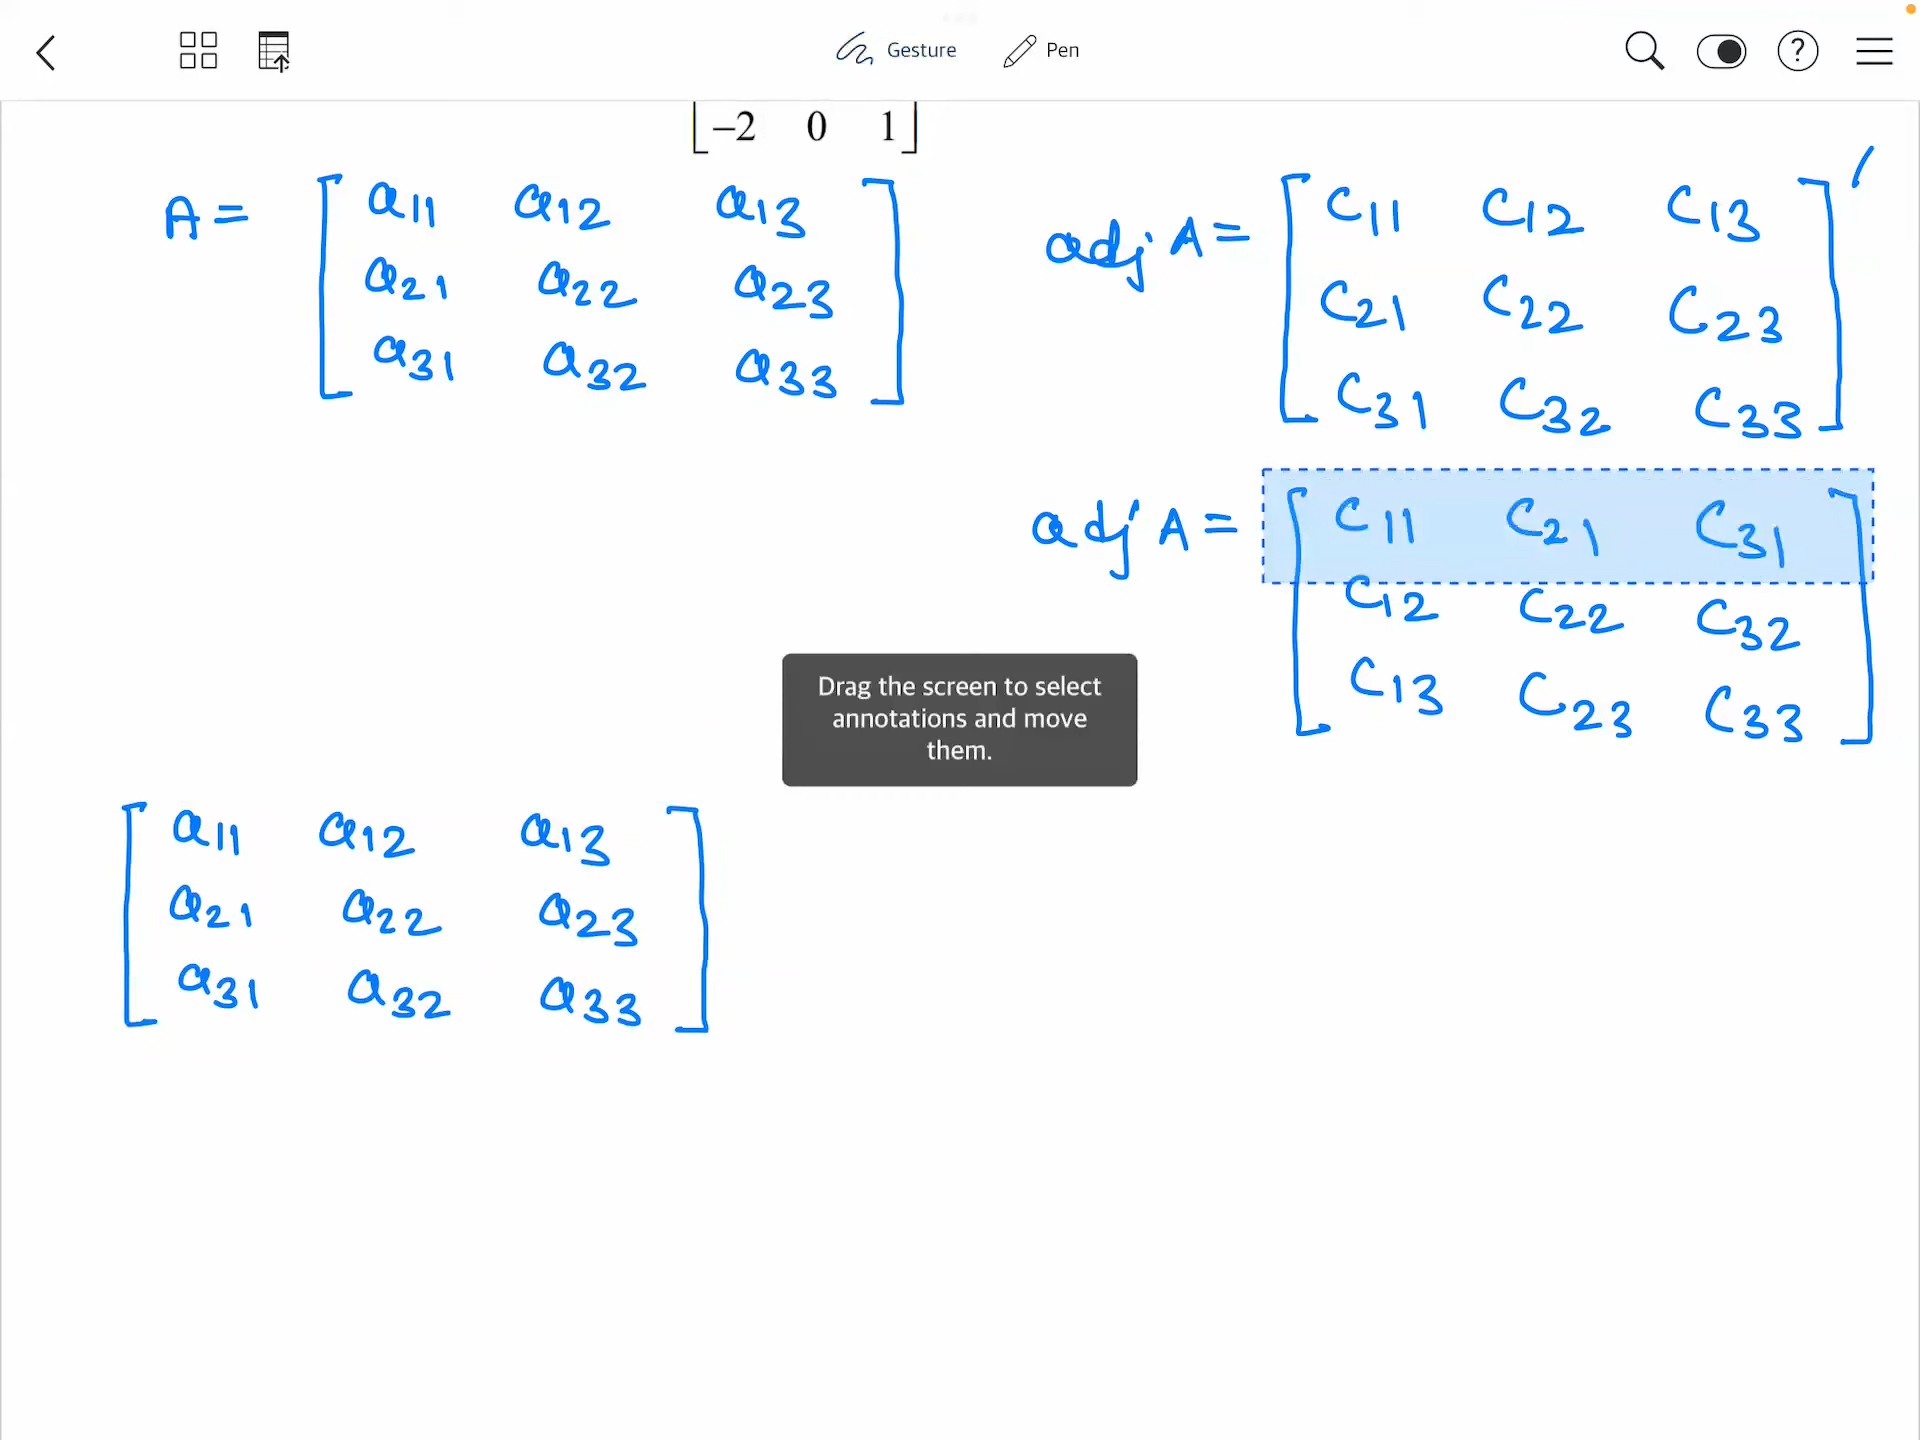 Gesture Pen ?
[-2 0 1]
A = [a11 a12 a13
a21 a22 a23
a31 a32 a33]
adj A = [C11 C12 C13
C21 C22 C23
C31 C32 C33]'
adj A = [C11 C21 C31
C12 C22 C32
C13 C23 C33]
Drag the screen to select
annotations and move
them.
[a11 a12 a13
a21 a22 a23
a31 a32 a33]